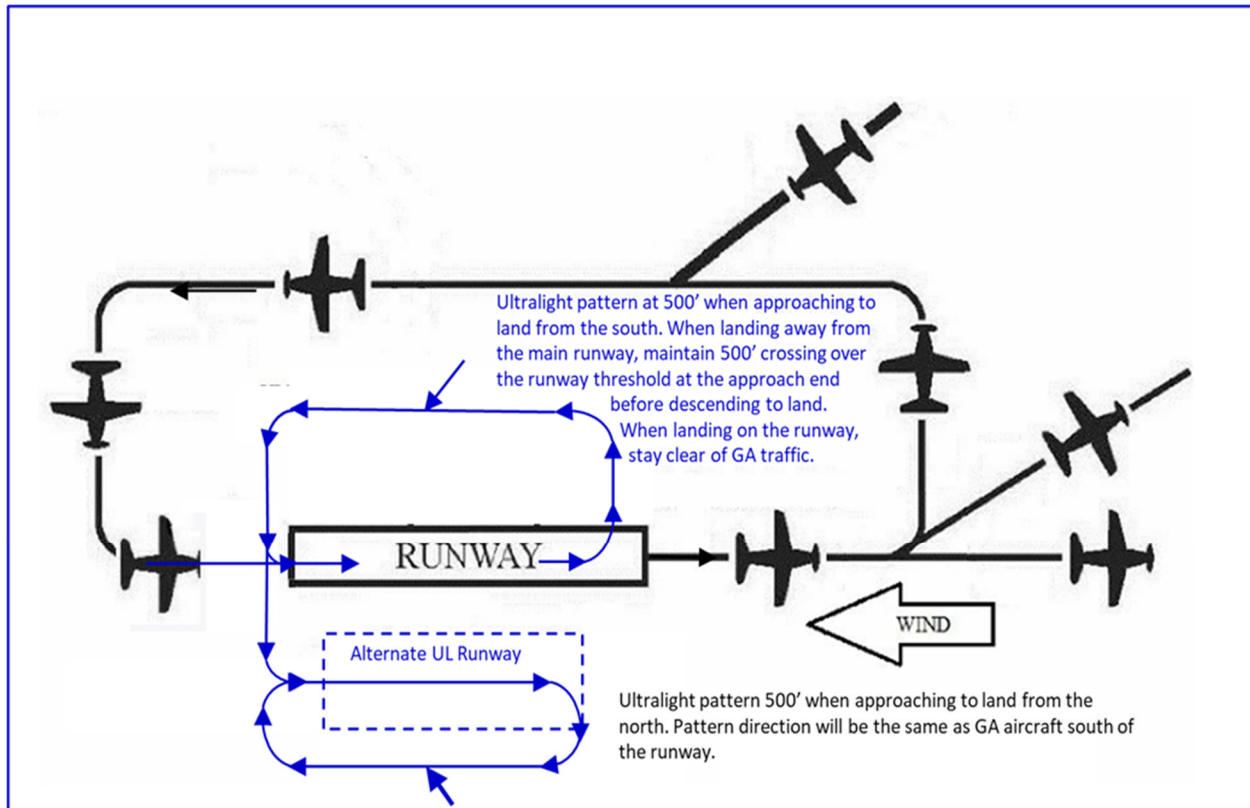 Ultralight pattern at 500’ when approaching to
land from the south. When landing away from
the main runway, maintain 500’ crossing over
the runway threshold at the approach end
before descending to land.
When landing on the runway,
stay clear of GA traffic.
RUNWAY
WIND
Alternate UL Runway
Ultralight pattern 500’ when approaching to land from the
north. Pattern direction will be the same as GA aircraft south of
the runway.